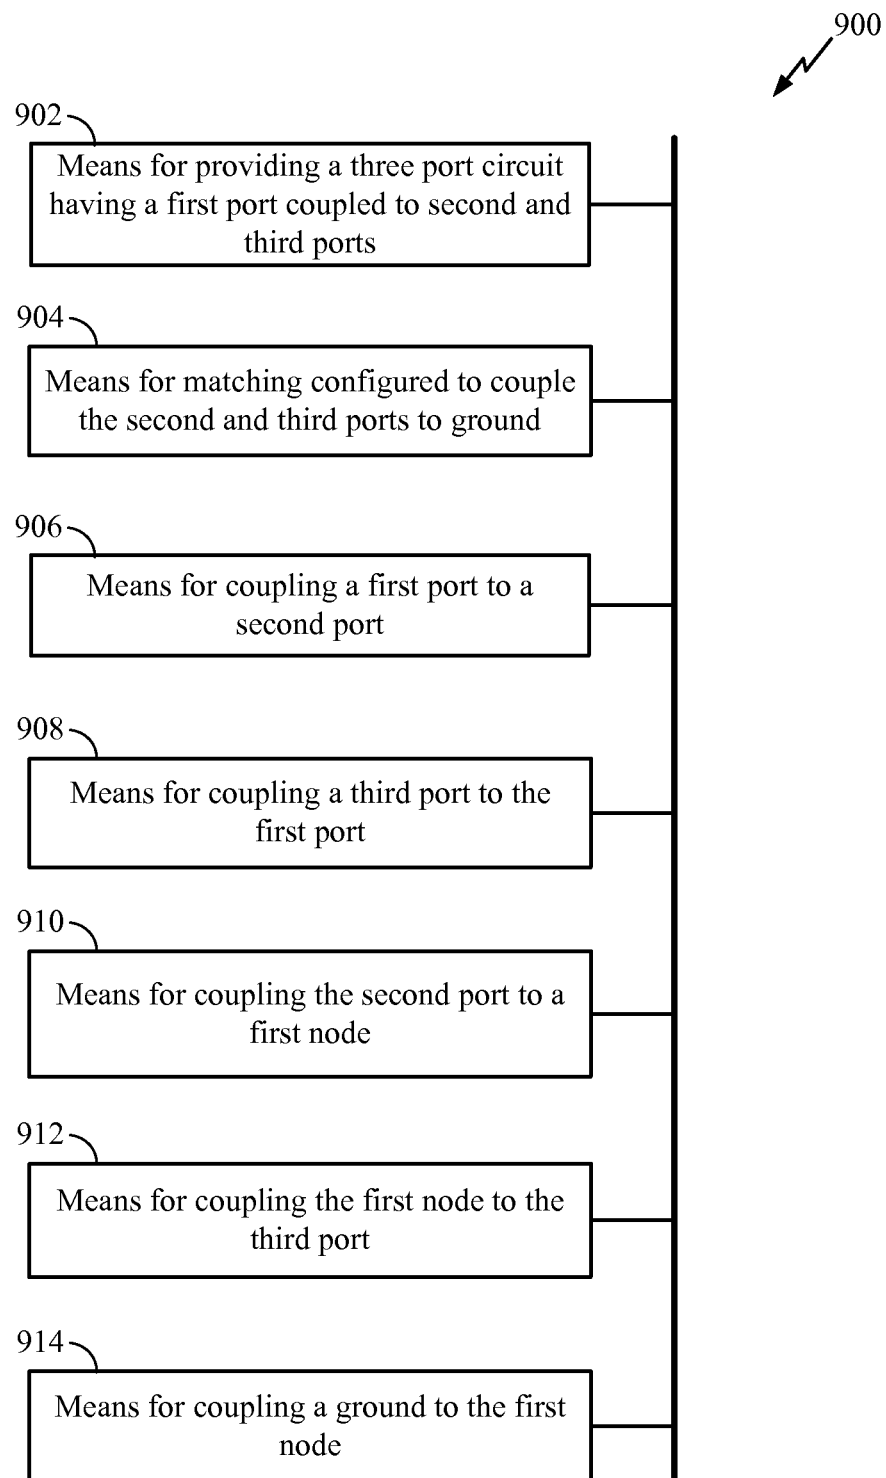 900
902
Means for providing a three port circuit
having a first port coupled to second and
third ports
904
Means for matching configured to couple
the second and third ports to ground
906
Means for coupling a first port to a
second port
908
Means for coupling a third port to the
first port
910
Means for coupling the second port to a
first node
912
Means for coupling the first node to the
third port
914
Means for coupling a ground to the first
node